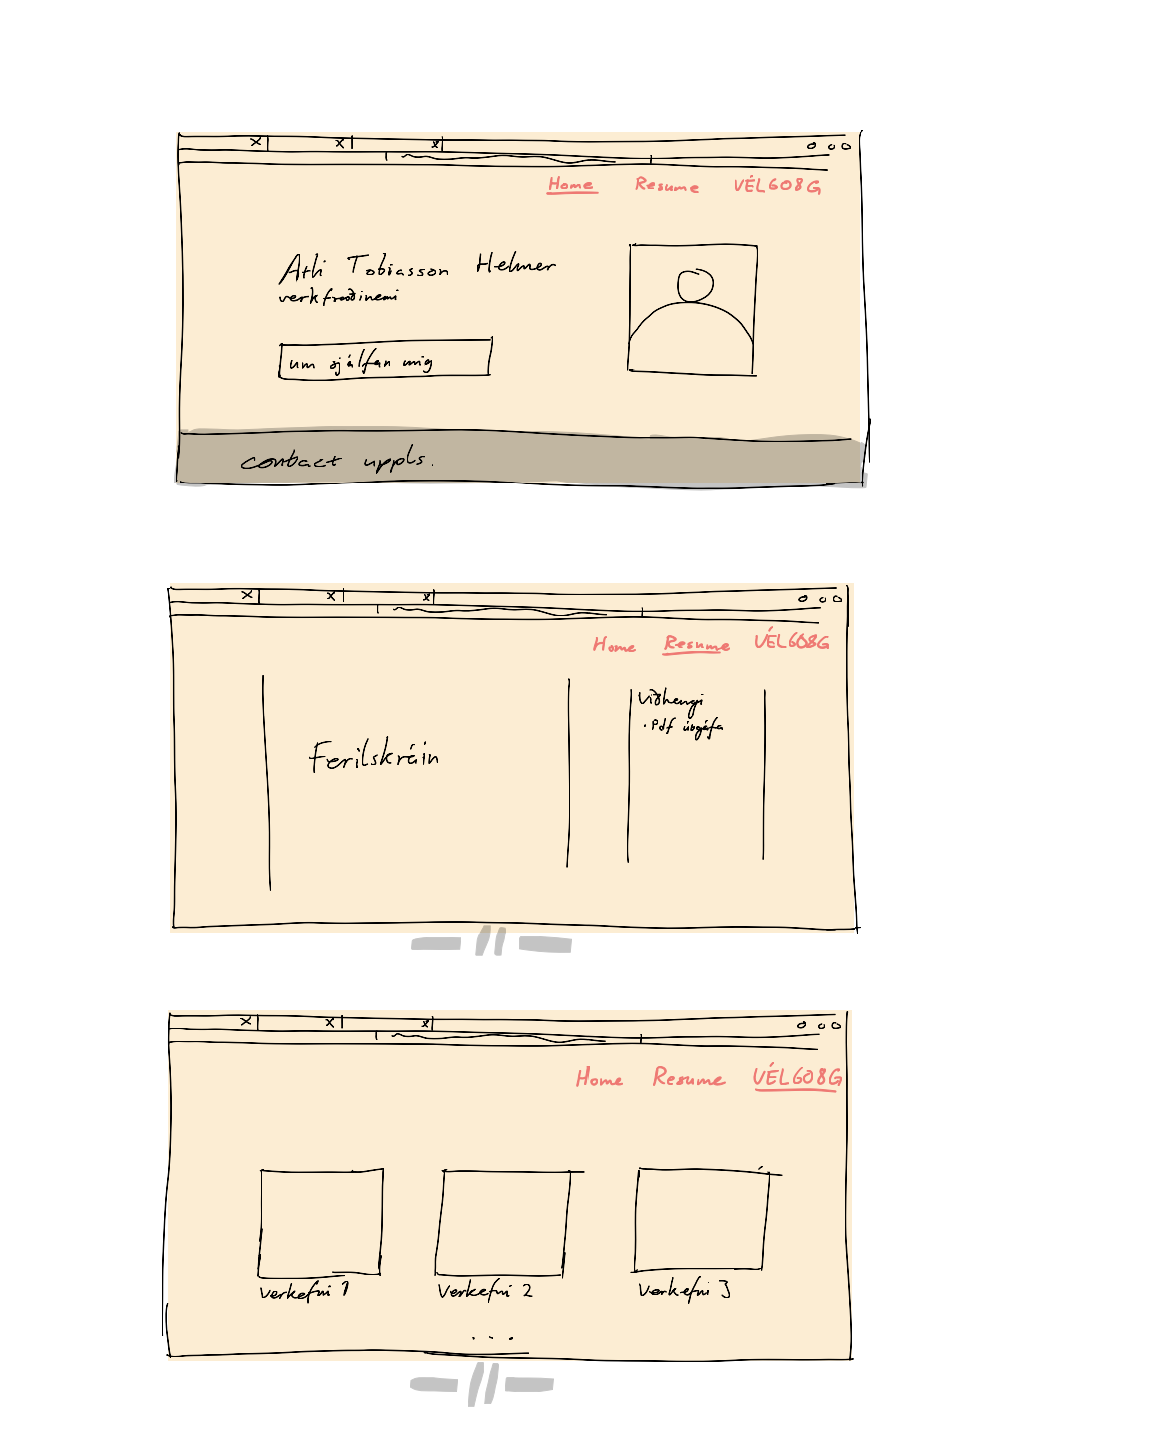 Home Resume VÉL608G
Atli Tobiasson Helmer
verkfræðinemi
um sjálfan mig
contact uppls.
Home Resume VÉL608G
Viðhengi
• Pdf útgáfa
Ferilskráin
Home Resume VÉL608G
Verkefni 1 Verkefni 2 Verkefni 3
...